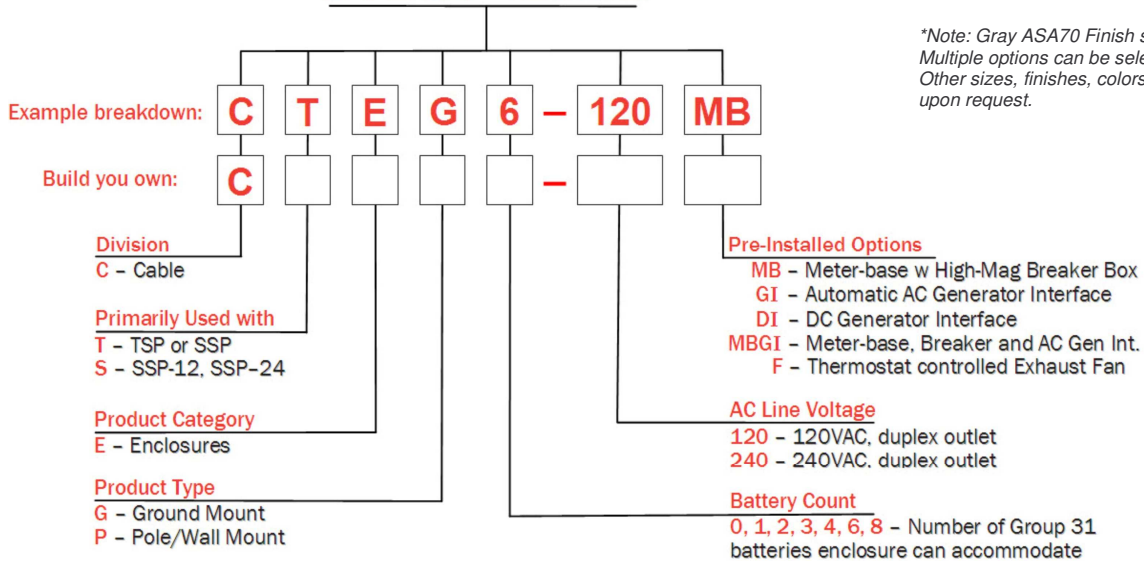 *Note: Gray ASA70 Finish s
Multiple options can be sele
Other sizes, finishes, colors
upon request.
Example breakdown: C T E G 6 – 120 MB
Build you own: C –
Division
C – Cable
Primarily Used with
T – TSP or SSP
S – SSP-12, SSP–24
Product Category
E – Enclosures
Product Type
G – Ground Mount
P – Pole/Wall Mount
Pre-Installed Options
MB – Meter-base w High-Mag Breaker Box
GI – Automatic AC Generator Interface
DI – DC Generator Interface
MBGI – Meter-base, Breaker and AC Gen Int.
F – Thermostat controlled Exhaust Fan
AC Line Voltage
120 – 120VAC, duplex outlet
240 – 240VAC, duplex outlet
Battery Count
0, 1, 2, 3, 4, 6, 8 – Number of Group 31
batteries enclosure can accommodate